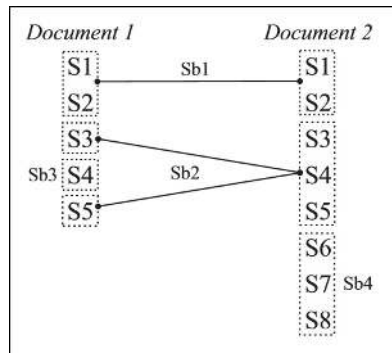 Document 1 Document 2
S1 Sb1 S1
S2 S2
S3 S3
Sb3 S4 Sb2 S4
S5 S5
S6
S7 Sb4
S8